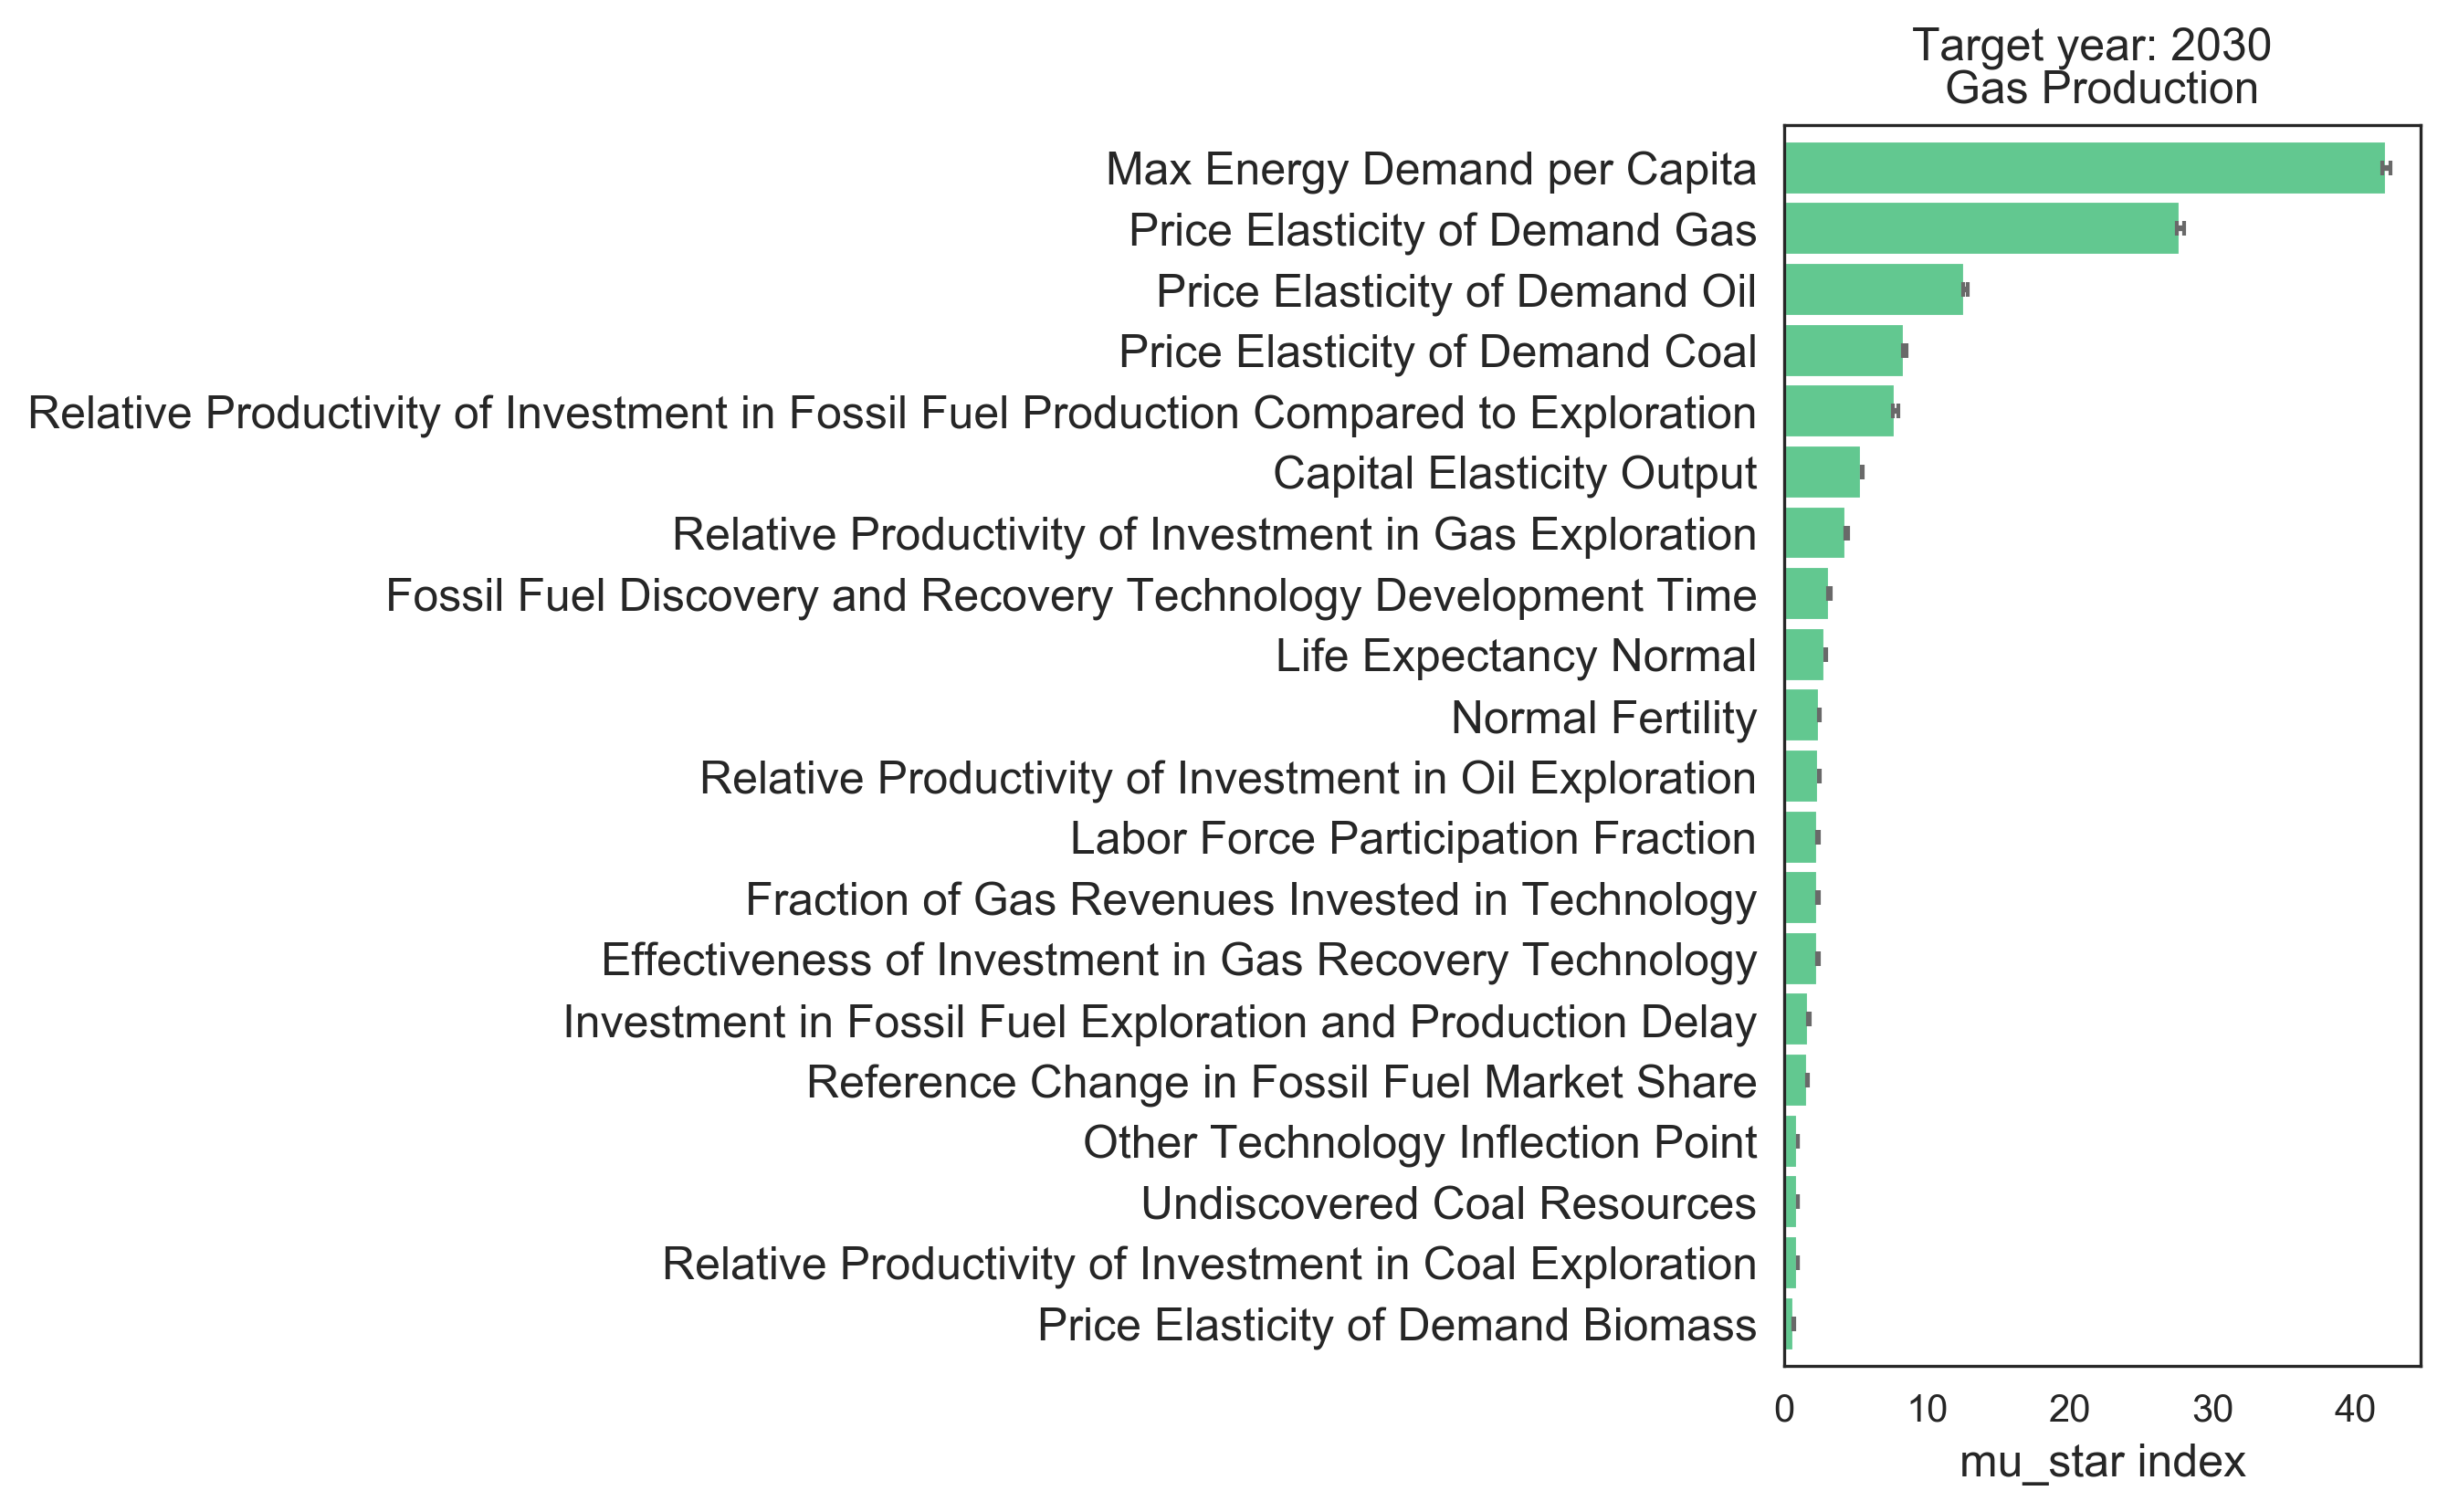 Target year: 2030
Gas Production
Max Energy Demand per Capita
Price Elasticity of Demand Gas
Price Elasticity of Demand Oil
Price Elasticity of Demand Coal
Relative Productivity of Investment in Fossil Fuel Production Compared to Exploration
Capital Elasticity Output
Relative Productivity of Investment in Gas Exploration
Fossil Fuel Discovery and Recovery Technology Development Time
Life Expectancy Normal
Normal Fertility
Relative Productivity of Investment in Oil Exploration
Labor Force Participation Fraction
Fraction of Gas Revenues Invested in Technology
Effectiveness of Investment in Gas Recovery Technology
Investment in Fossil Fuel Exploration and Production Delay
Reference Change in Fossil Fuel Market Share
Other Technology Inflection Point
Undiscovered Coal Resources
Relative Productivity of Investment in Coal Exploration
Price Elasticity of Demand Biomass
0 10 20 30 40
mu_star index